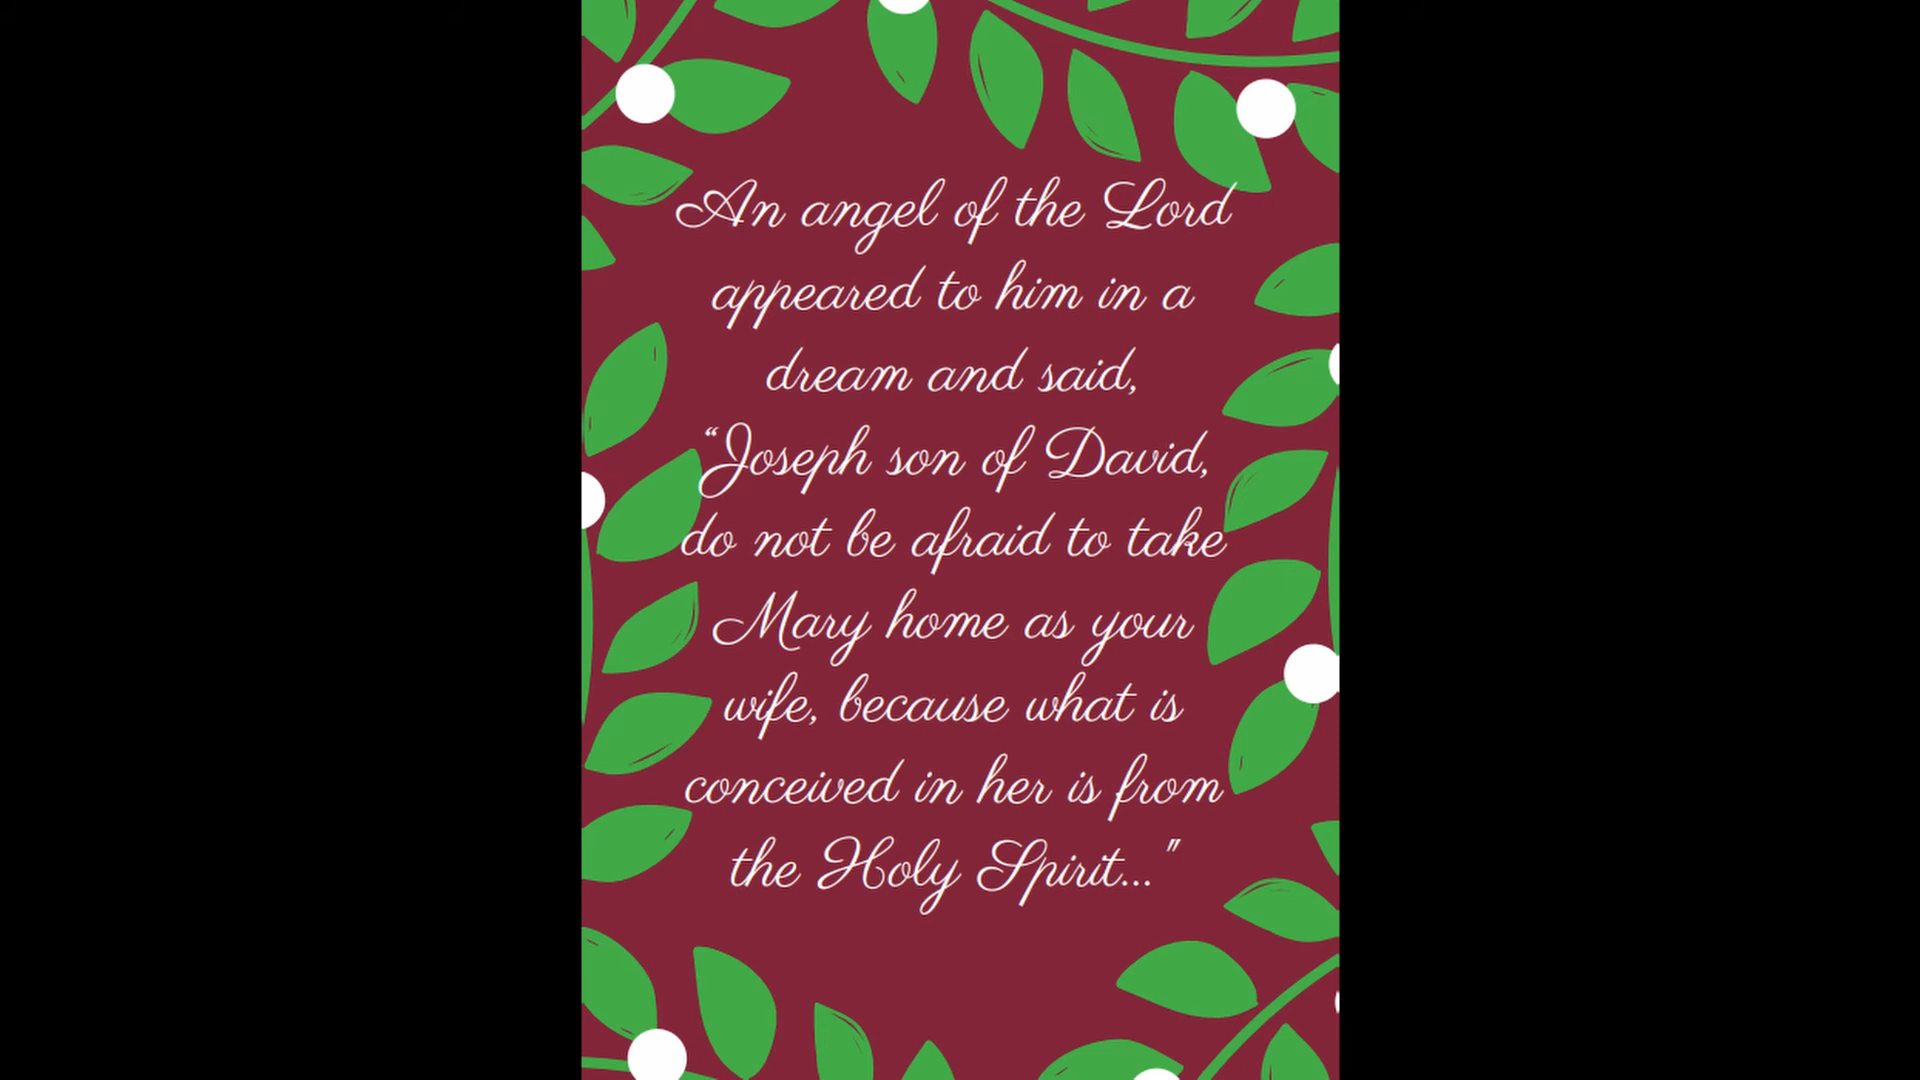 An angel of the Lord
appeared to him in a
dream and said,
“Joseph son of David,
do not be afraid to take
Mary home as your
wife, because what is
conceived in her is from
the Holy Spirit..."